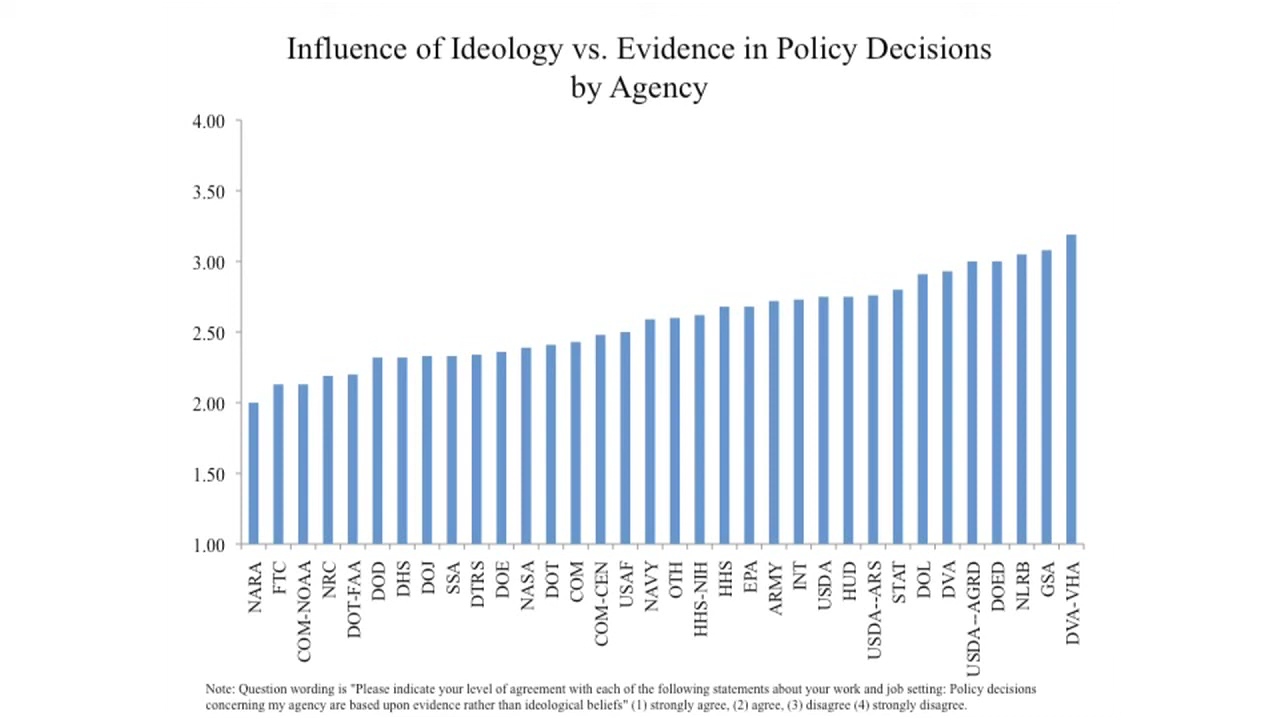 Influence of Ideology vs. Evidence in Policy Decisions
by Agency
4.00
3.50
3.00
2.50
2.00
1.50
1.00
NARA
FTC
COM-NOAA
NRC
DOT-FAA
DOD
DHS
DOJ
SSA
DTRS
DOE
NASA
DOT
COM
COM-CEN
USAF
NAVY
OTH
HHS-NIH
HHS
EPA
ARMY
INT
USDA
HUD
USDA--ARS
STAT
DOL
DVA
USDA--AGRD
DOED
NLRB
GSA
DVA-VHA
Note: Question wording is "Please indicate your level of agreement with each of the following statements about your work and job setting: Policy decisions
concerning my agency are based upon evidence rather than ideological beliefs" (1) strongly agree, (2) agree, (3) disagree (4) strongly disagree.